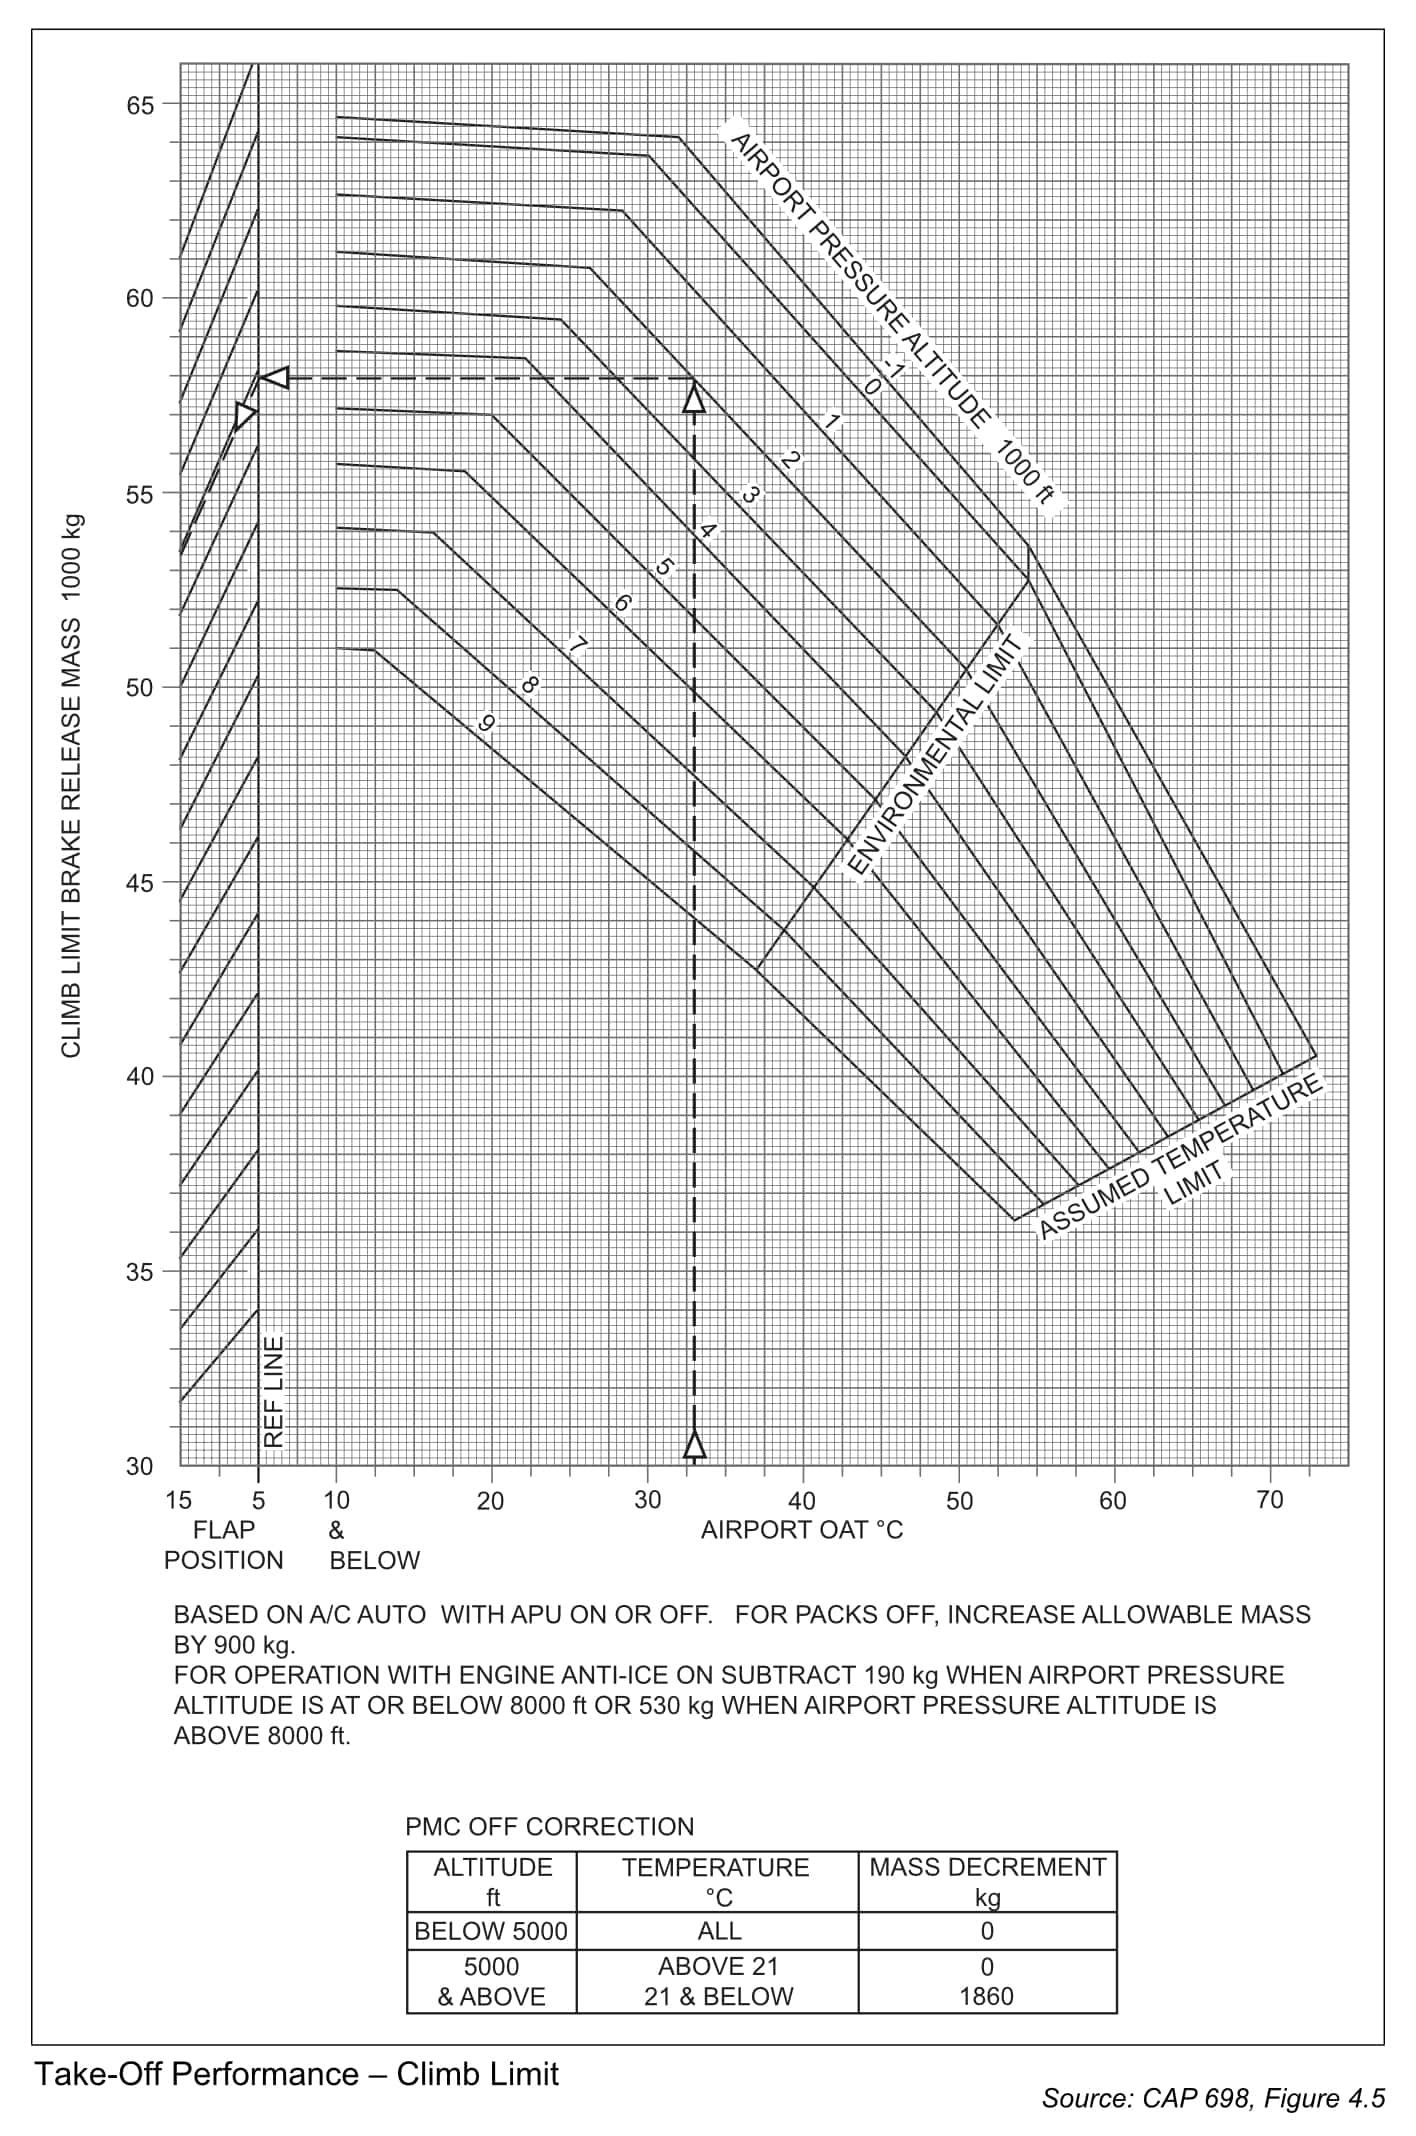 65
60
55
50
45
40
35
30
CLIMB LIMIT BRAKE RELEASE MASS 1000 kg
AIRPORT PRESSURE ALTITUDE 1000 ft
-1
0
1
2
3
4
5
6
7
8
9
ENVIRONMENTAL LIMIT
ASSUMED TEMPERATURE
LIMIT
REF LINE
15 5 10 20 30 40 50 60 70
FLAP & AIRPORT OAT °C
POSITION BELOW
BASED ON A/C AUTO WITH APU ON OR OFF. FOR PACKS OFF, INCREASE ALLOWABLE MASS
BY 900 kg.
FOR OPERATION WITH ENGINE ANTI-ICE ON SUBTRACT 190 kg WHEN AIRPORT PRESSURE
ALTITUDE IS AT OR BELOW 8000 ft OR 530 kg WHEN AIRPORT PRESSURE ALTITUDE IS
ABOVE 8000 ft.
PMC OFF CORRECTION
ALTITUDE TEMPERATURE MASS DECREMENT
ft °C kg
BELOW 5000 ALL 0
5000 ABOVE 21 0
& ABOVE 21 & BELOW 1860
Take-Off Performance – Climb Limit
Source: CAP 698, Figure 4.5